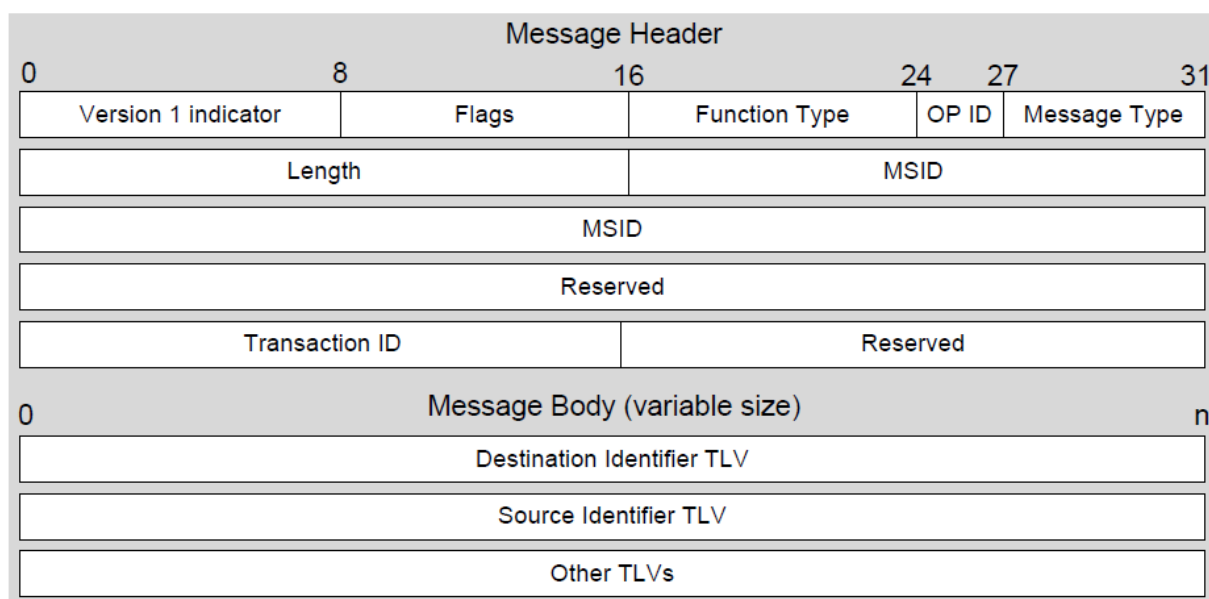 Message Header
0 8 16 24 27 31
Version 1 indicator Flags Function Type OP ID Message Type
Length MSID
MSID
Reserved
Transaction ID Reserved
0 Message Body (variable size) n
Destination Identifier TLV
Source Identifier TLV
Other TLVs